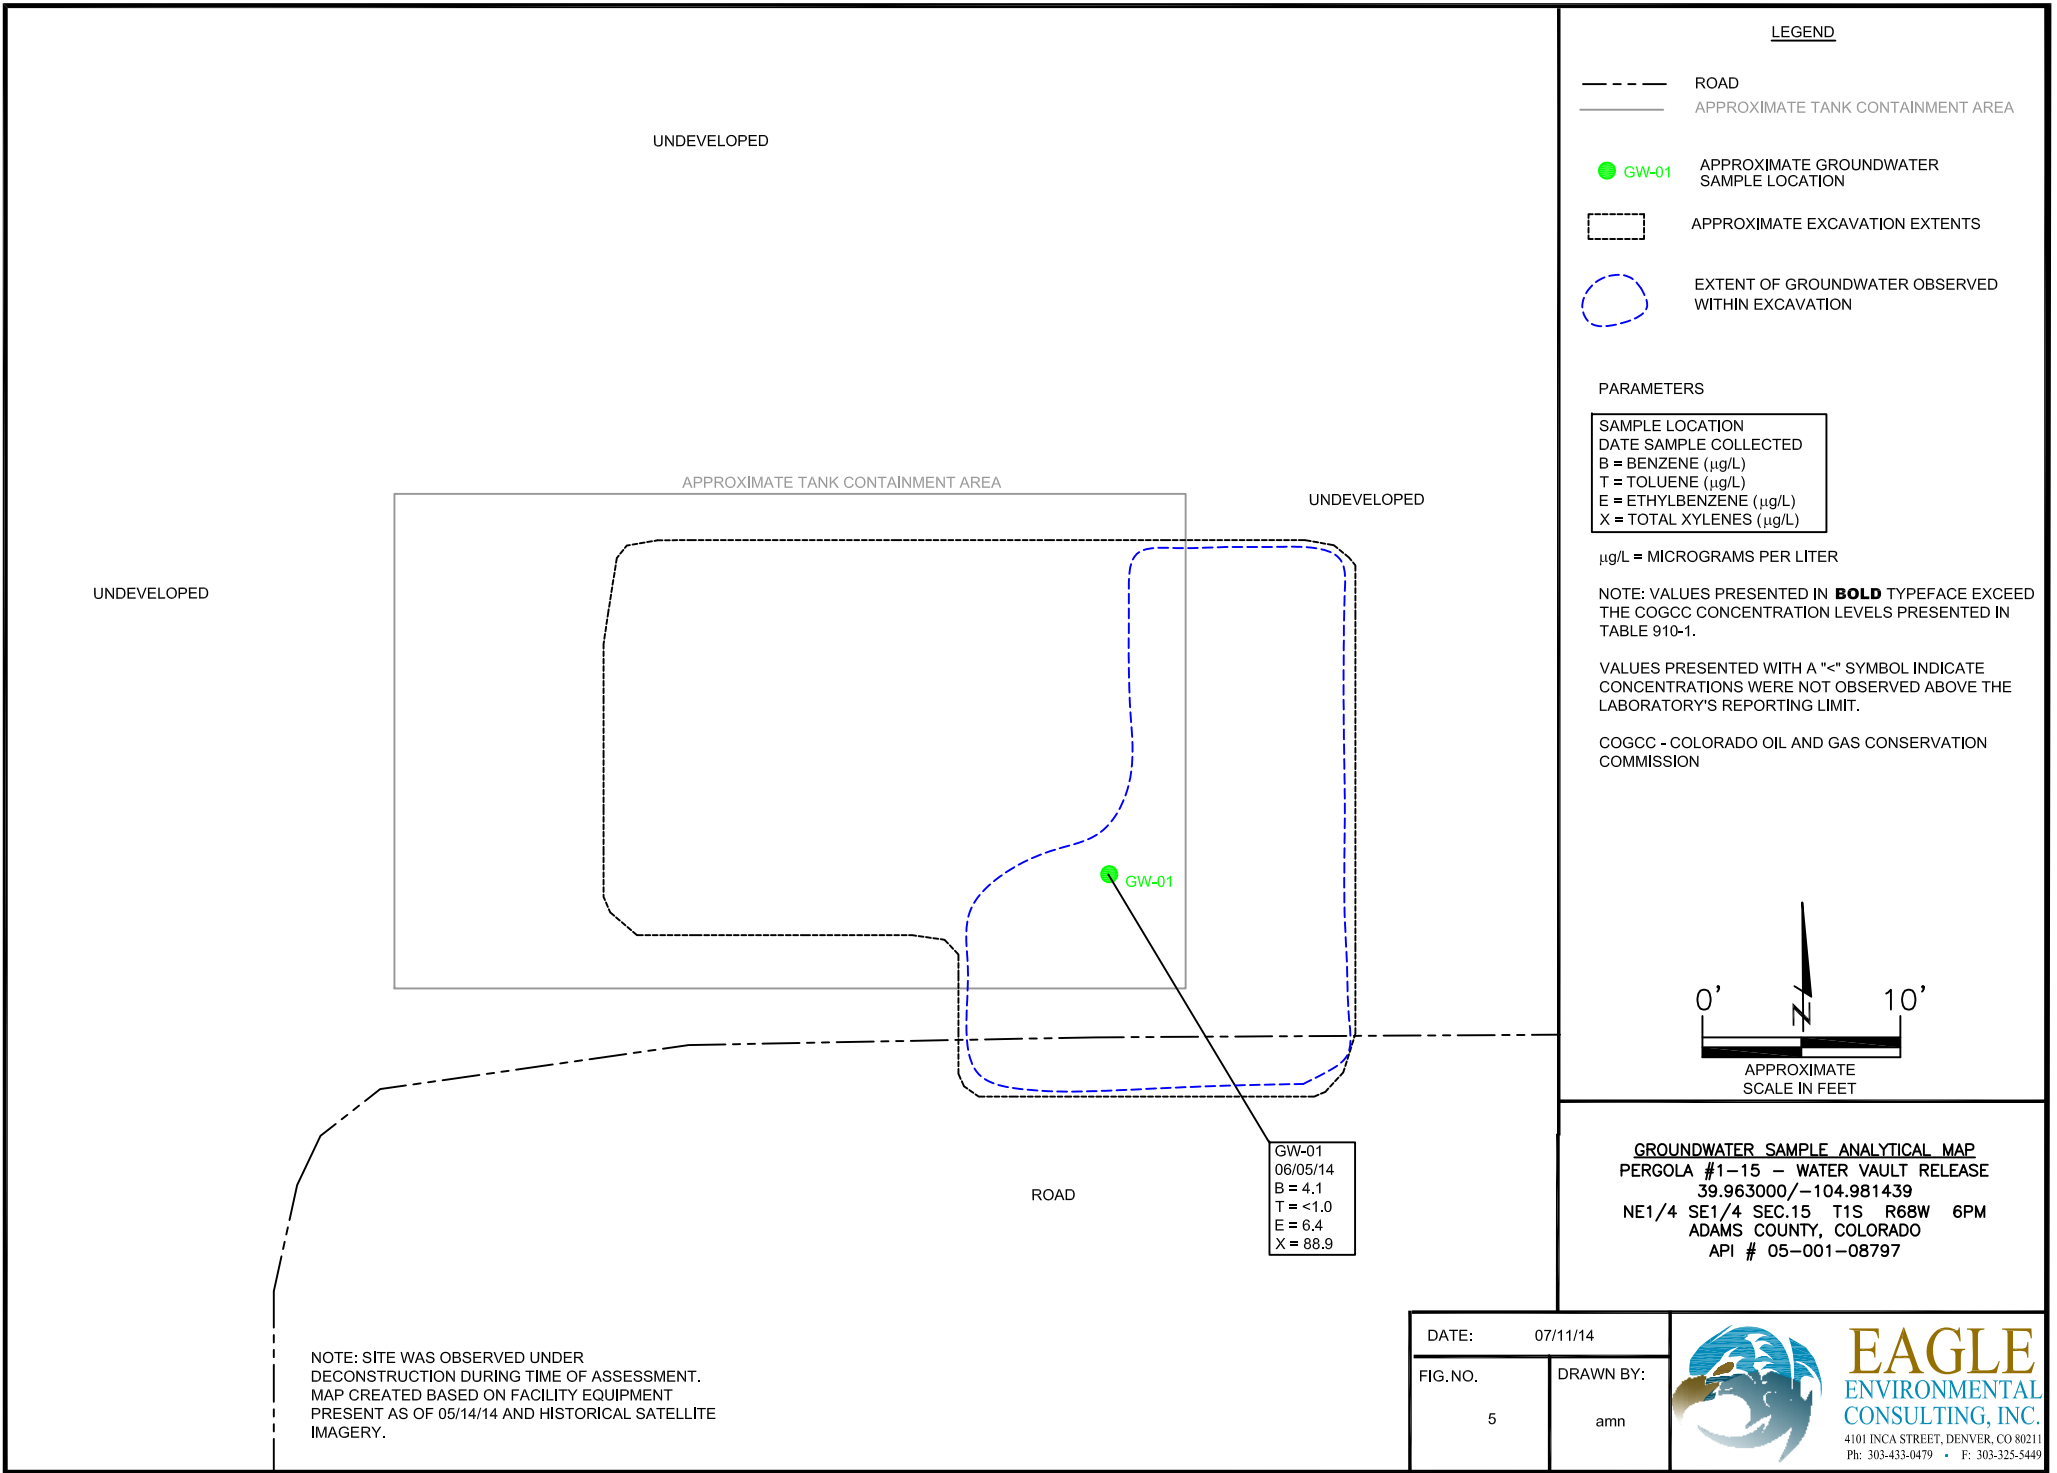 UNDEVELOPED
APPROXIMATE TANK CONTAINMENT AREA
UNDEVELOPED
UNDEVELOPED
GW-01
GW-01
06/05/14
B = 4.1
T = <1.0
E = 6.4
X = 88.9
ROAD
NOTE: SITE WAS OBSERVED UNDER
DECONSTRUCTION DURING TIME OF ASSESSMENT.
MAP CREATED BASED ON FACILITY EQUIPMENT
PRESENT AS OF 05/14/14 AND HISTORICAL SATELLITE
IMAGERY.
LEGEND
ROAD
APPROXIMATE TANK CONTAINMENT AREA
GW-01
APPROXIMATE GROUNDWATER
SAMPLE LOCATION
APPROXIMATE EXCAVATION EXTENTS
EXTENT OF GROUNDWATER OBSERVED
WITHIN EXCAVATION
PARAMETERS
SAMPLE LOCATION
DATE SAMPLE COLLECTED
B = BENZENE (µg/L)
T = TOLUENE (µg/L)
E = ETHYLBENZENE (µg/L)
X = TOTAL XYLENES (µg/L)
µg/L = MICROGRAMS PER LITER
NOTE: VALUES PRESENTED IN BOLD TYPEFACE EXCEED
THE COGCC CONCENTRATION LEVELS PRESENTED IN
TABLE 910-1.
VALUES PRESENTED WITH A "<" SYMBOL INDICATE
CONCENTRATIONS WERE NOT OBSERVED ABOVE THE
LABORATORY'S REPORTING LIMIT.
COGCC - COLORADO OIL AND GAS CONSERVATION
COMMISSION
0' N 10'
APPROXIMATE
SCALE IN FEET
GROUNDWATER SAMPLE ANALYTICAL MAP
PERGOLA #1-15 - WATER VAULT RELEASE
39.963000/-104.981439
NE1/4 SE1/4 SEC.15 T1S R68W 6PM
ADAMS COUNTY, COLORADO
API # 05-001-08797
DATE: 07/11/14
FIG.NO.
5
DRAWN BY:
amn
EAGLE
ENVIRONMENTAL
CONSULTING, INC.
4101 INCA STREET, DENVER, CO 80211
Ph: 303-433-0479 • F: 303-325-5449